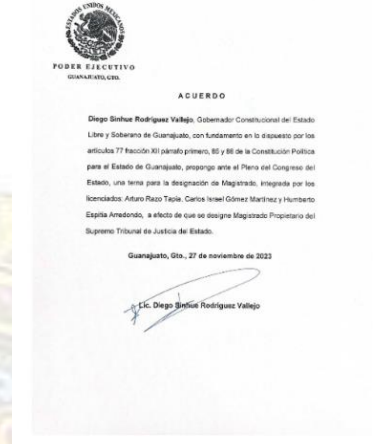 ESTADOS UNIDOS MEXICANOS
PODER EJECUTIVO
GUANAJUATO, GTO.
ACUERDO
Diego Sinhue Rodríguez Vallejo, Gobernador Constitucional del Estado
Libre y Soberano de Guanajuato, con fundamento en lo dispuesto por los
artículos 77 fracción XII párrafo primero, 85 y 86 de la Constitución Política
para el Estado de Guanajuato, propongo ante el Pleno del Congreso del
Estado, una terna para la designación de Magistrado, integrada por los
licenciados: Arturo Razo Tapia, Carlos Israel Gómez Martínez y Humberto
Espitia Arredondo, a efecto de que se designe Magistrado Propietario del
Supremo Tribunal de Justicia del Estado.
Guanajuato, Gto., 27 de noviembre de 2023
Lic. Diego Sinhue Rodríguez Vallejo